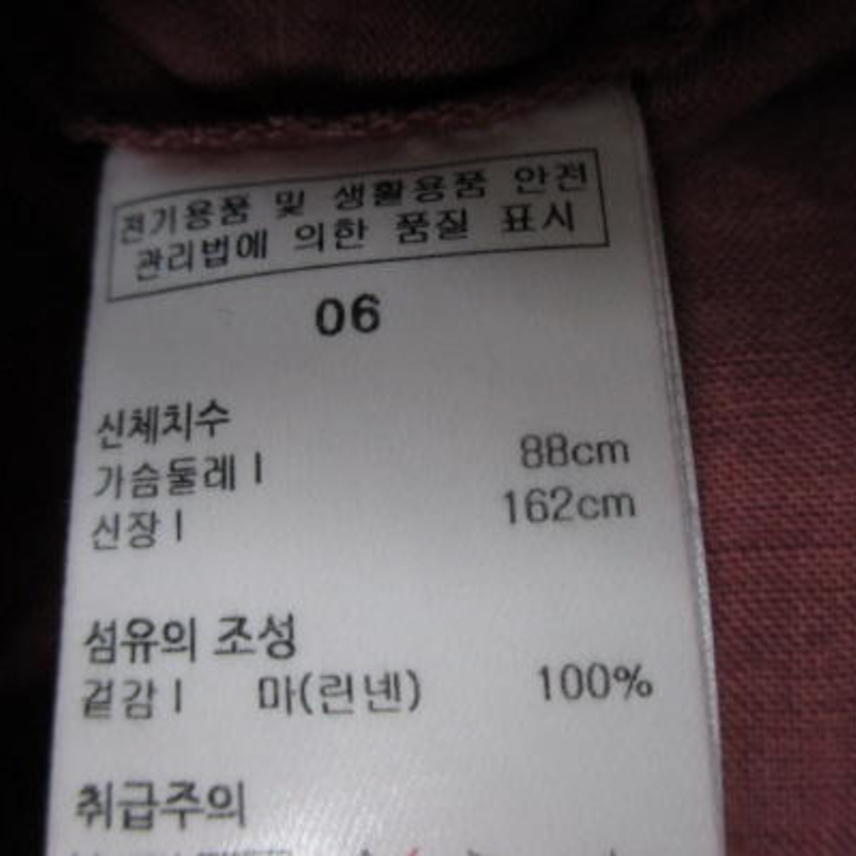 전기용품 및 생활용품 안전
관리법에 의한 품질 표시
06
신체치수
가슴둘레 | 88cm
신장 | 162cm
섬유의 조성
겉감 | 마(린넨) 100%
취급주의